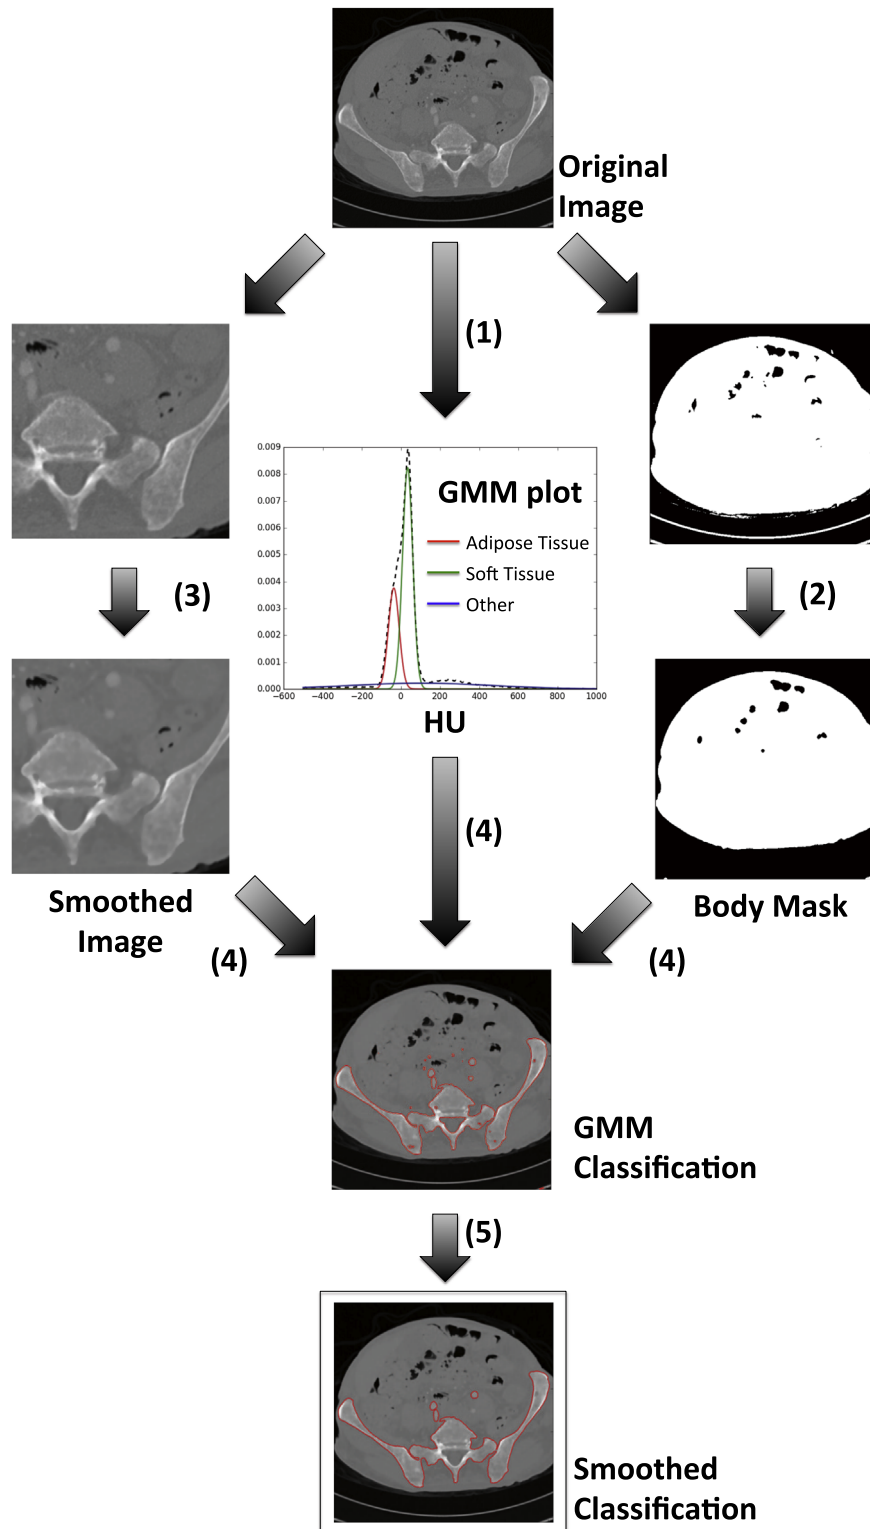 Original
Image
(1)
0.009
0.008
0.007
0.006
0.005
0.004
0.003
0.002
0.001
0.000
GMM plot
Adipose Tissue
Soft Tissue
Other
−600 −400 −200 0 200 400 600 800 1000
HU
(3)
(2)
Smoothed
Image
Body Mask
(4)
(4)
(4)
GMM
Classification
(5)
Smoothed
Classification